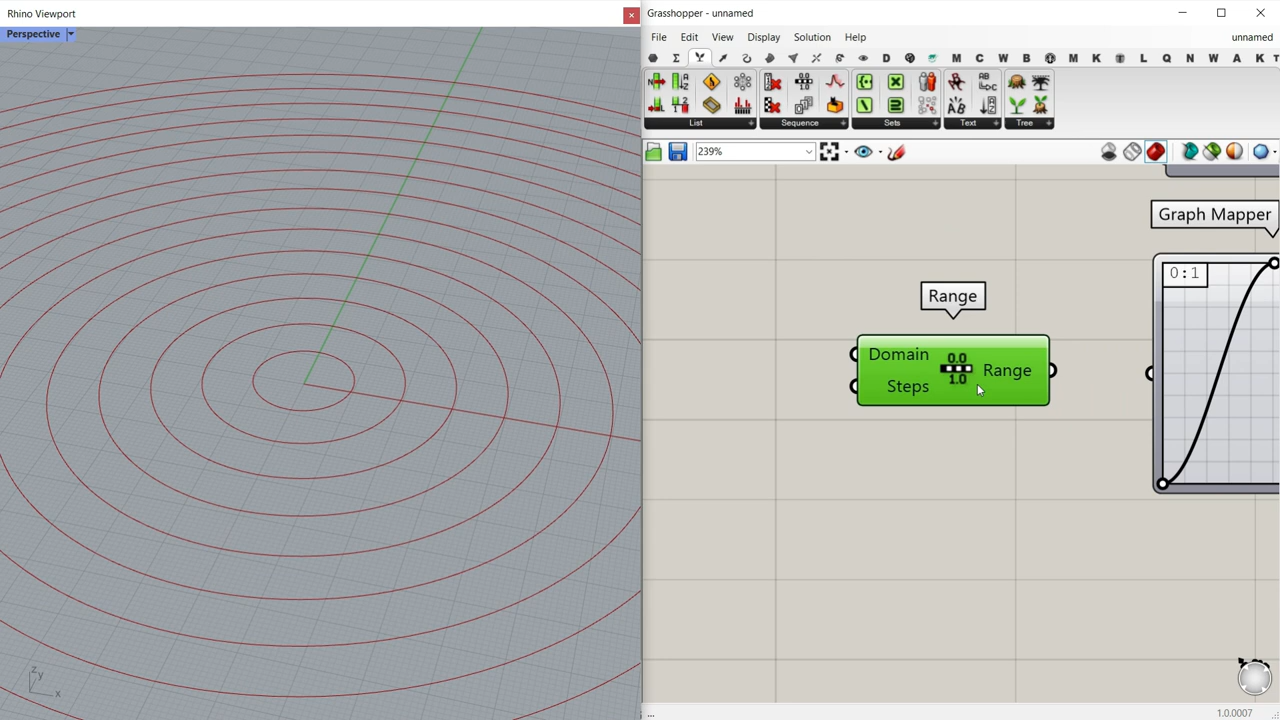 Rhino Viewport
Perspective
z
y
x
Grasshopper - unnamed
File Edit View Display Solution Help
unnamed
D M C W B M K L Q N W A K T
List Sequence Sets Text Tree
239%
Graph Mapper
0 : 1
Range
Domain
Steps
0.0
1.0
Range
...
1.0.0007